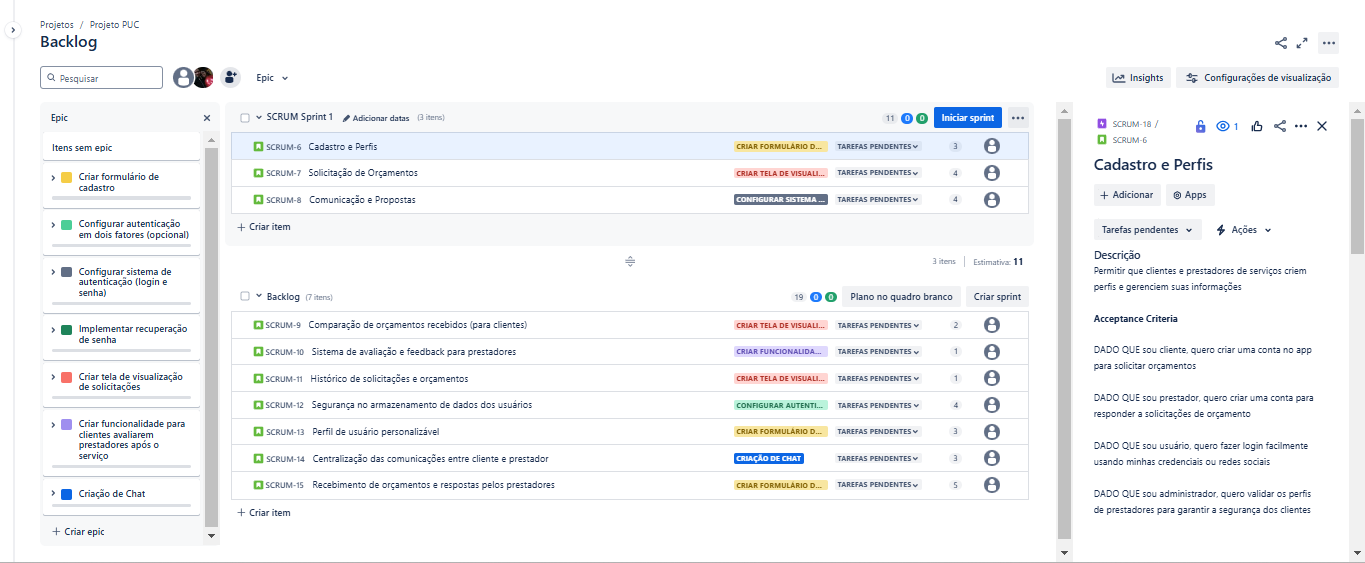 Projetos / Projeto PUC
Backlog
Pesquisar
Epic
Insights
Configurações de visualização
Epic
Itens sem epic
Criar formulário de
cadastro
Configurar autenticação
em dois fatores (opcional)
Configurar sistema de
autenticação (login e
senha)
Implementar recuperação
de senha
Criar tela de visualização
de solicitações
Criar funcionalidade para
clientes avaliarem
prestadores após o
serviço
Criação de Chat
+ Criar epic
SCRUM Sprint 1 Adicionar datas (3 itens) 11 0 0 Iniciar sprint
SCRUM-6 Cadastro e Perfis CRIAR FORMULÁRIO D... TAREFAS PENDENTES 3
SCRUM-7 Solicitação de Orçamentos CRIAR TELA DE VISUALI... TAREFAS PENDENTES 4
SCRUM-8 Comunicação e Propostas CONFIGURAR SISTEMA ... TAREFAS PENDENTES 4
+ Criar item
3 itens Estimativa: 11
Backlog (7 itens) 19 0 0 Plano no quadro branco Criar sprint
SCRUM-9 Comparação de orçamentos recebidos (para clientes) CRIAR TELA DE VISUALI... TAREFAS PENDENTES 2
SCRUM-10 Sistema de avaliação e feedback para prestadores CRIAR FUNCIONALIDA... TAREFAS PENDENTES 1
SCRUM-11 Histórico de solicitações e orçamentos CRIAR TELA DE VISUALI... TAREFAS PENDENTES 1
SCRUM-12 Segurança no armazenamento de dados dos usuários CONFIGURAR AUTENTI... TAREFAS PENDENTES 4
SCRUM-13 Perfil de usuário personalizável CRIAR FORMULÁRIO D... TAREFAS PENDENTES 3
SCRUM-14 Centralização das comunicações entre cliente e prestador CRIAÇÃO DE CHAT TAREFAS PENDENTES 3
SCRUM-15 Recebimento de orçamentos e respostas pelos prestadores CRIAR FORMULÁRIO D... TAREFAS PENDENTES 5
+ Criar item
SCRUM-18 / 1
SCRUM-6
Cadastro e Perfis
+ Adicionar Apps
Tarefas pendentes Ações
Descrição
Permitir que clientes e prestadores de serviços criem
perfis e gerenciem suas informações
Acceptance Criteria
DADO QUE sou cliente, quero criar uma conta no app
para solicitar orçamentos
DADO QUE sou prestador, quero criar uma conta para
responder a solicitações de orçamento
DADO QUE sou usuário, quero fazer login facilmente
usando minhas credenciais ou redes sociais
DADO QUE sou administrador, quero validar os perfis
de prestadores para garantir a segurança dos clientes